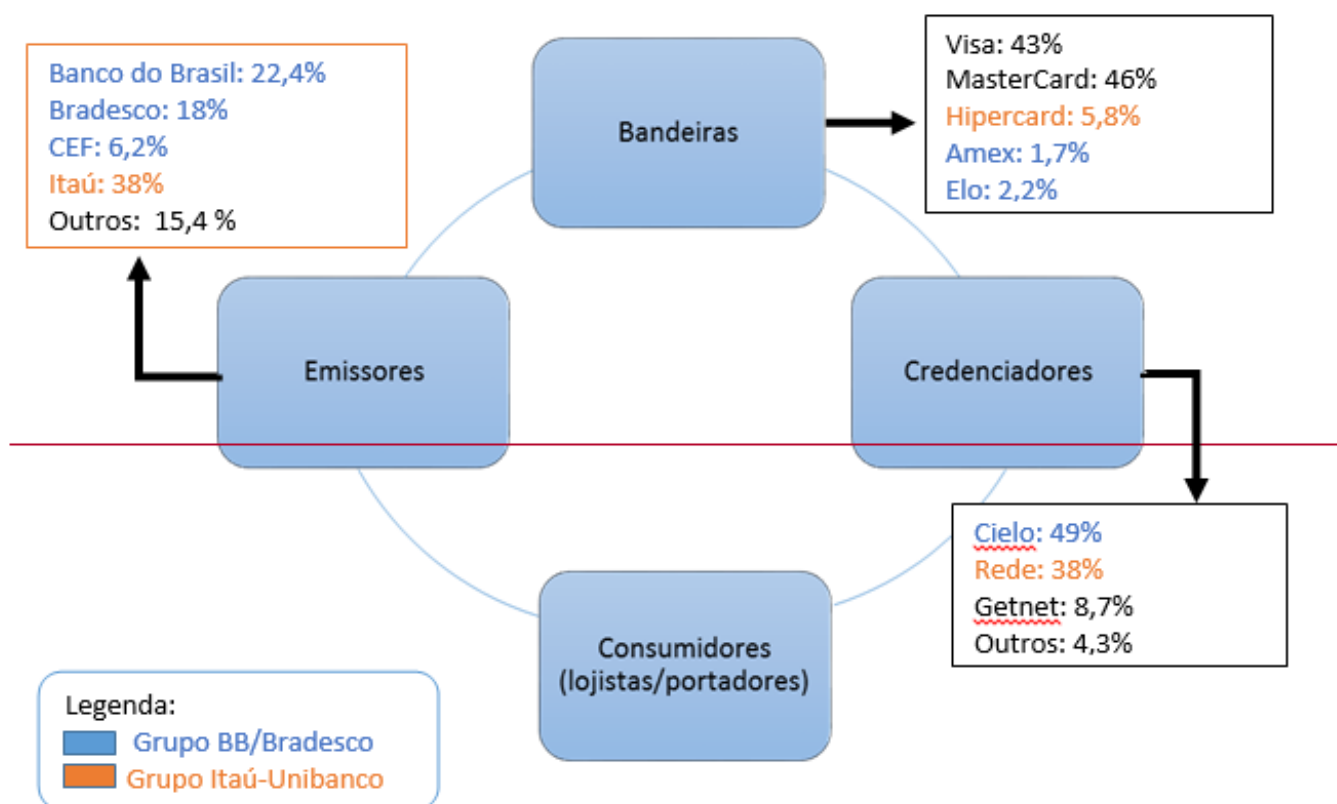 Banco do Brasil: 22,4%
Bradesco: 18%
CEF: 6,2%
Itaú: 38%
Outros:  15,4 %
Bandeiras
Visa: 43%
MasterCard: 46%
Hipercard: 5,8%
Amex: 1,7%
Elo: 2,2%
Emissores
Credenciadores
Cielo: 49%
Rede: 38%
Getnet: 8,7%
Outros: 4,3%
Consumidores
(lojistas/portadores)
Legenda:
Grupo BB/Bradesco
Grupo Itaú-Unibanco